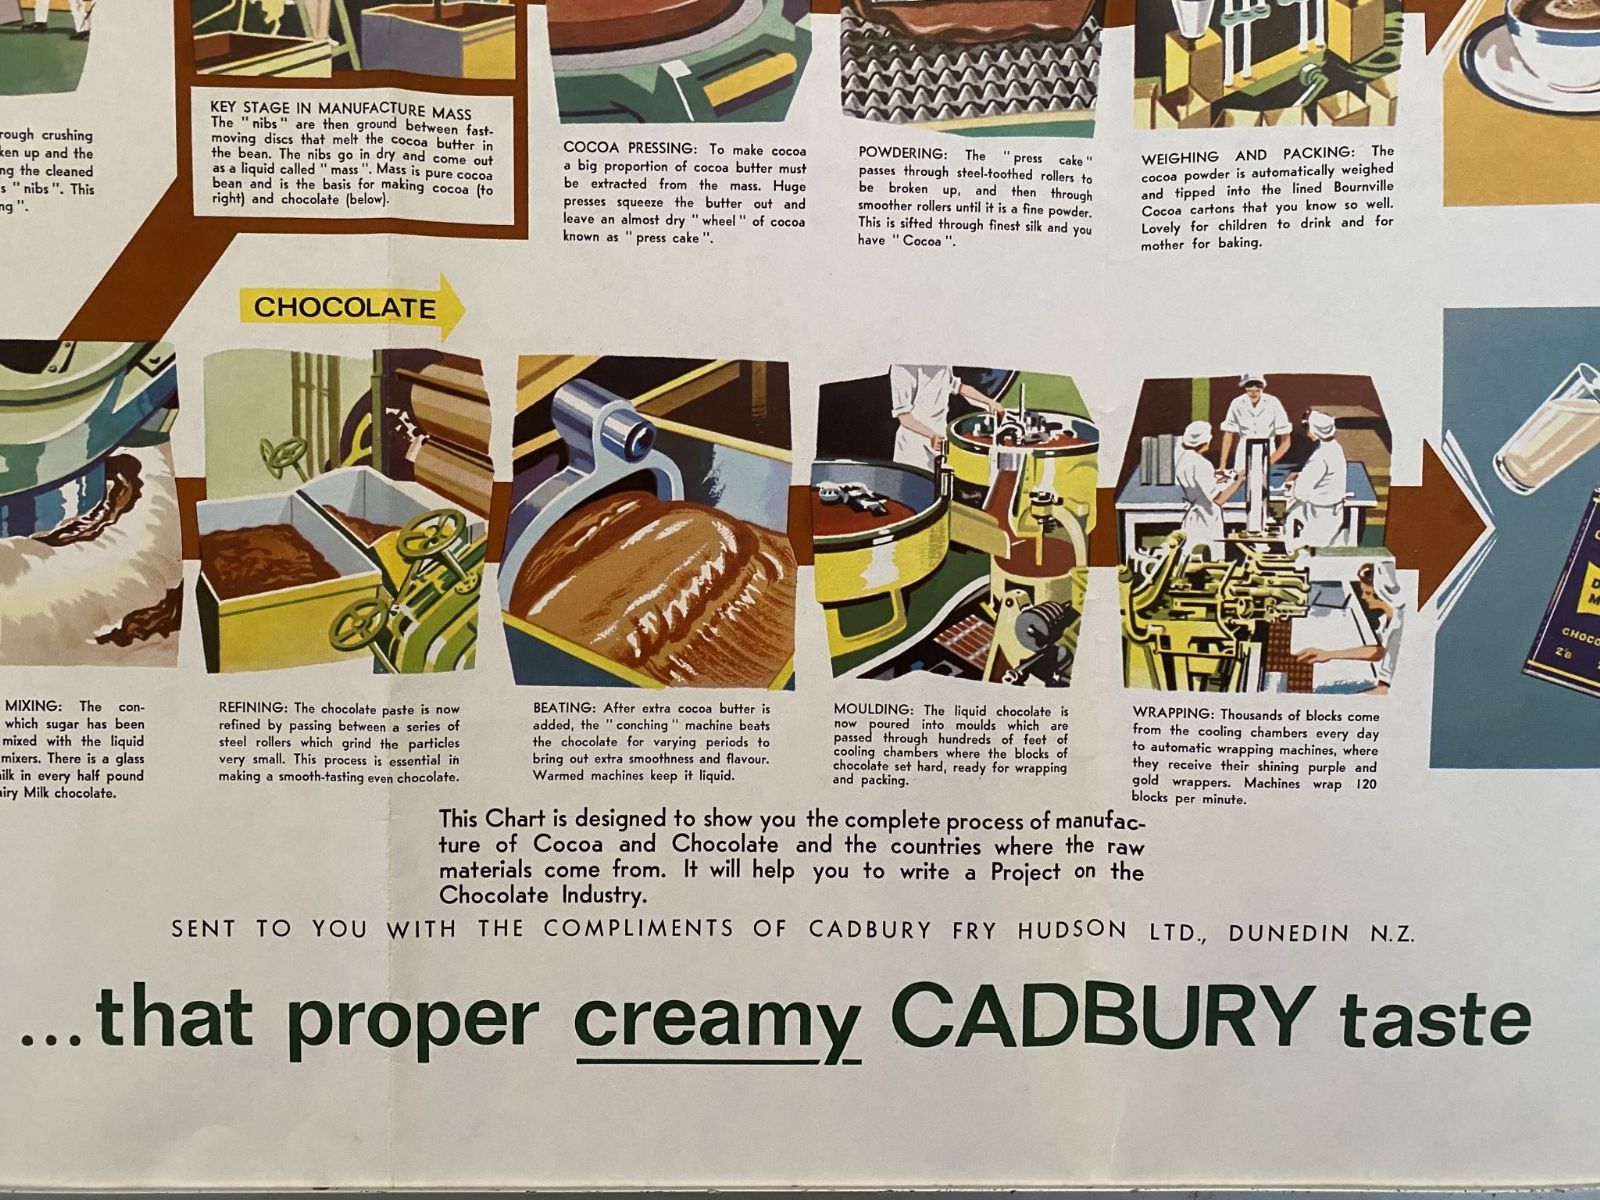 rough crushing
ken up and the
ng the cleaned
s "nibs". This
ng".
KEY STAGE IN MANUFACTURE MASS
The "nibs" are then ground between fast-
moving discs that melt the cocoa butter in
the bean. The nibs go in dry and come out
as a liquid called "mass". Mass is pure cocoa
bean and is the basis for making cocoa (to
right) and chocolate (below).
COCOA PRESSING: To make cocoa
a big proportion of cocoa butter must
be extracted from the mass. Huge
presses squeeze the butter out and
leave an almost dry "wheel" of cocoa
known as "press cake".
POWDERING: The "press cake"
passes through steel-toothed rollers to
be broken up, and then through
smoother rollers until it is a fine powder.
This is sifted through finest silk and you
have "Cocoa".
WEIGHING AND PACKING: The
cocoa powder is automatically weighed
and tipped into the lined Bournville
Cocoa cartons that you know so well.
Lovely for children to drink and for
mother for baking.
CHOCOLATE
MIXING: The con-
which sugar has been
mixed with the liquid
mixers. There is a glass
ilk in every half pound
iry Milk chocolate.
REFINING: The chocolate paste is now
refined by passing between a series of
steel rollers which grind the particles
very small. This process is essential in
making a smooth-tasting even chocolate.
BEATING: After extra cocoa butter is
added, the "conching" machine beats
the chocolate for varying periods to
bring out extra smoothness and flavour.
Warmed machines keep it liquid.
MOULDING: The liquid chocolate is
now poured into moulds which are
passed through hundreds of feet of
cooling chambers where the blocks of
chocolate set hard, ready for wrapping
and packing.
WRAPPING: Thousands of blocks come
from the cooling chambers every day
to automatic wrapping machines, where
they receive their shining purple and
gold wrappers. Machines wrap 120
blocks per minute.
C
D
M
CHOCO
2'6
This Chart is designed to show you the complete process of manufac-
ture of Cocoa and Chocolate and the countries where the raw
materials come from. It will help you to write a Project on the
Chocolate Industry.
SENT TO YOU WITH THE COMPLIMENTS OF CADBURY FRY HUDSON LTD., DUNEDIN N.Z.
...that proper creamy CADBURY taste